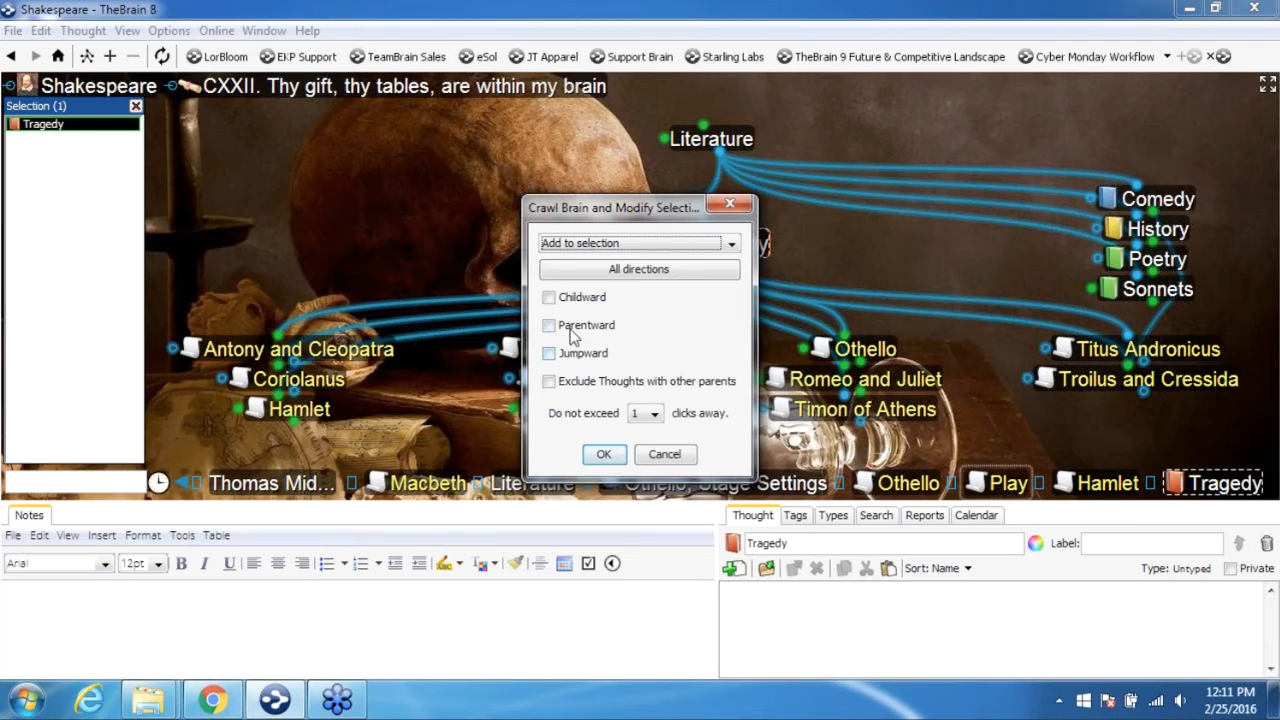 Shakespeare - TheBrain 8
File Edit Thought View Options Online Window Help
LorBloom EKP Support TeamBrain Sales eSol JT Apparel Support Brain Starling Labs TheBrain 9 Future & Competitive Landscape Cyber Monday Workflow
Shakespeare CXXII. Thy gift, thy tables, are within my brain
Selection (1)
Tragedy
Literature
Comedy
History
Poetry
Sonnets
Crawl Brain and Modify Selecti...
Add to selection
All directions
Childward
Parentward
Jumpward
Exclude Thoughts with other parents
Do not exceed 1 clicks away.
OK Cancel
Antony and Cleopatra Othello Titus Andronicus
Coriolanus Romeo and Juliet Troilus and Cressida
Hamlet Timon of Athens
Thomas Mid... Macbeth Literature Othello, Stage Settings Othello Play Hamlet Tragedy
Notes
File Edit View Insert Format Tools Table
Arial 12pt B I U
Thought Tags Types Search Reports Calendar
Tragedy Label:
Sort: Name Type: Untyped Private
12:11 PM
2/25/2016